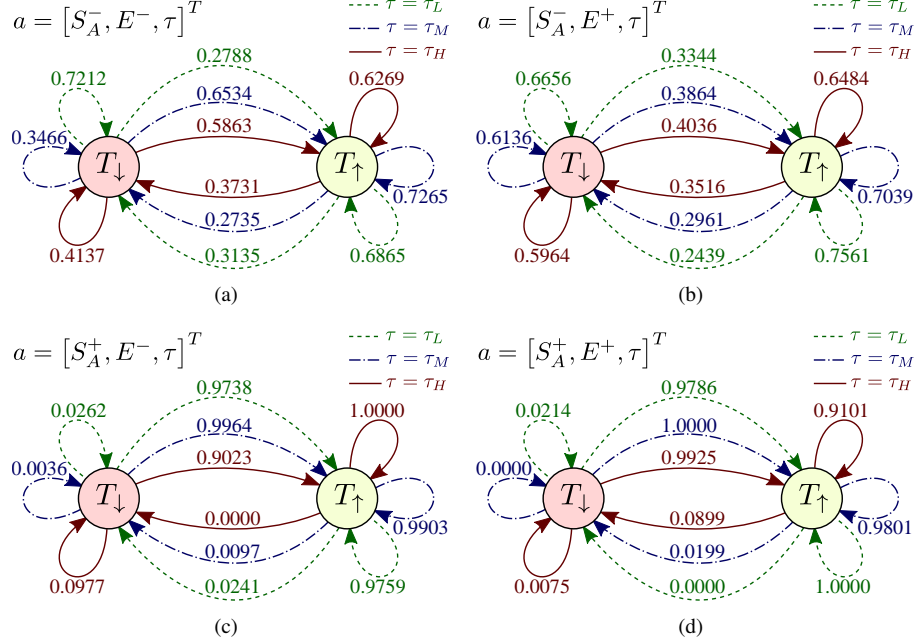 a = [S_A^-, E^-, τ]^T
τ = τ_L
τ = τ_M
τ = τ_H
0.2788
0.7212
0.6269
0.6534
0.3466
0.5863
T↓
T↑
0.3731
0.7265
0.2735
0.4137
0.3135
0.6865
(a)
a = [S_A^-, E^+, τ]^T
τ = τ_L
τ = τ_M
τ = τ_H
0.3344
0.6656
0.6484
0.3864
0.6136
0.4036
T↓
T↑
0.3516
0.7039
0.2961
0.5964
0.2439
0.7561
(b)
a = [S_A^+, E^-, τ]^T
τ = τ_L
τ = τ_M
τ = τ_H
0.9738
0.0262
1.0000
0.9964
0.0036
0.9023
T↓
T↑
0.0000
0.9903
0.0097
0.0977
0.0241
0.9759
(c)
a = [S_A^+, E^+, τ]^T
τ = τ_L
τ = τ_M
τ = τ_H
0.9786
0.0214
0.9101
1.0000
0.0000
0.9925
T↓
T↑
0.0899
0.9801
0.0199
0.0075
0.0000
1.0000
(d)